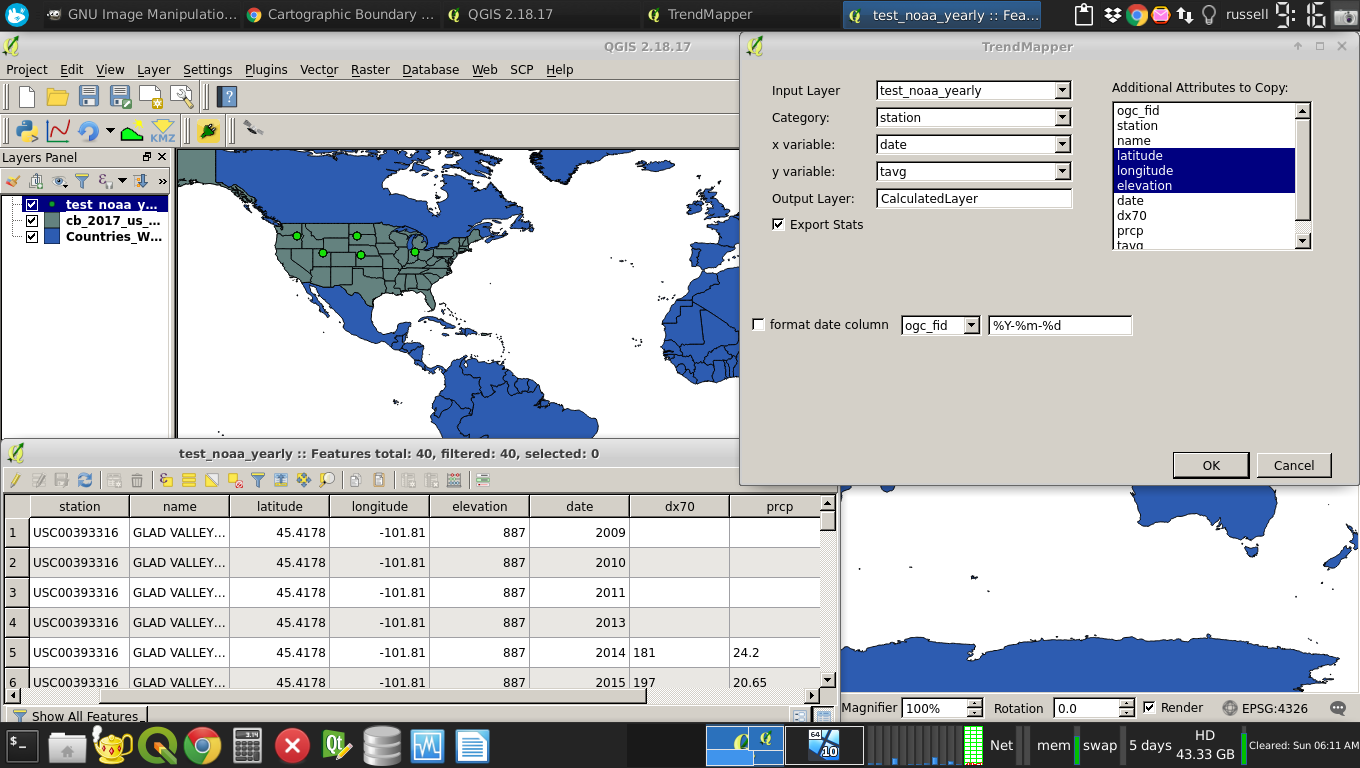 GNU Image Manipulatio...
Cartographic Boundary ...
QGIS 2.18.17
TrendMapper
test_noaa_yearly :: Fea...
russell
9:16
QGIS 2.18.17
Project Edit View Layer Settings Plugins Vector Raster Database Web SCP Help
KMZ
Layers Panel
test_noaa_y...
cb_2017_us_...
Countries_W...
TrendMapper
Input Layer test_noaa_yearly
Category: station
x variable: date
y variable: tavg
Output Layer: CalculatedLayer
Export Stats
Additional Attributes to Copy:
ogc_fid
station
name
latitude
longitude
elevation
date
dx70
prcp
tavg
format date column ogc_fid %Y-%m-%d
OK Cancel
test_noaa_yearly :: Features total: 40, filtered: 40, selected: 0
station name latitude longitude elevation date dx70 prcp
1 USC00393316 GLAD VALLEY... 45.4178 -101.81 887 2009
2 USC00393316 GLAD VALLEY... 45.4178 -101.81 887 2010
3 USC00393316 GLAD VALLEY... 45.4178 -101.81 887 2011
4 USC00393316 GLAD VALLEY... 45.4178 -101.81 887 2013
5 USC00393316 GLAD VALLEY... 45.4178 -101.81 887 2014 181 24.2
6 USC00393316 GLAD VALLEY... 45.4178 -101.81 887 2015 197 20.65
Show All Features
Magnifier 100% Rotation 0.0 Render EPSG:4326
$_
3.14
Qt
64
10
Net mem swap 5 days
HD
43.33 GB
Cleared: Sun 06:11 AM